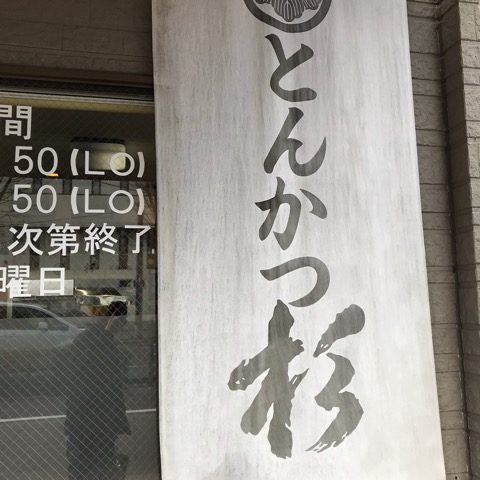 間
50(LO)
50(LO)
次第終了
曜日
とんかつ
杉